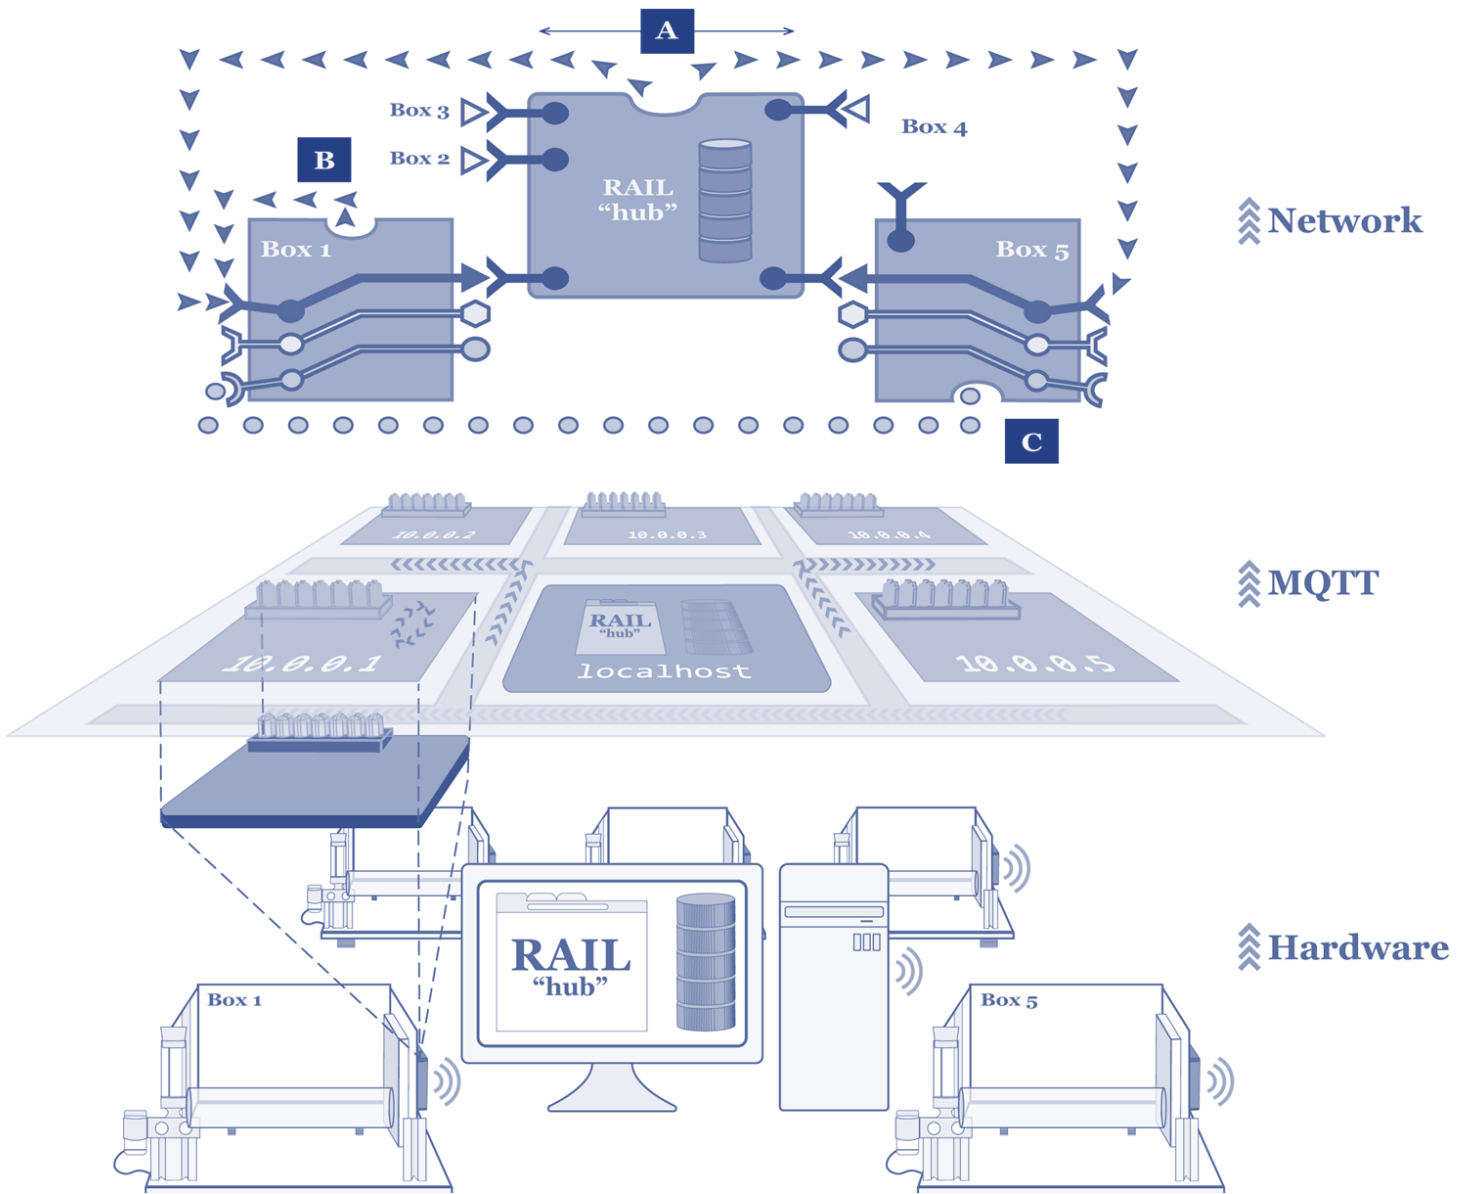 A
Box 3
Box 4
B
Box 2
RAIL
“hub”
Box 1
Box 5
Network
C
10.0.0.2
10.0.0.3
10.0.0.4
MQTT
RAIL
“hub”
10.0.0.1
localhost
10.0.0.5
RAIL
“hub”
Hardware
Box 1
Box 5